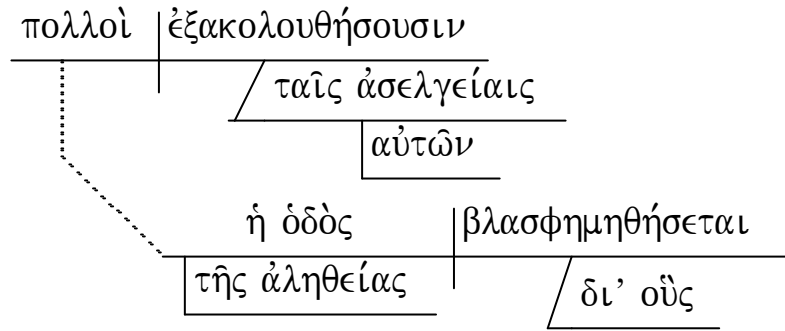 πολλοὶ ἐξακολουθήσουσιν
ταῖς ἀσελγείαις
αὐτῶν
ἡ ὁδὸς βλασφημηθήσεται
τῆς ἀληθείας δι’ οὓς